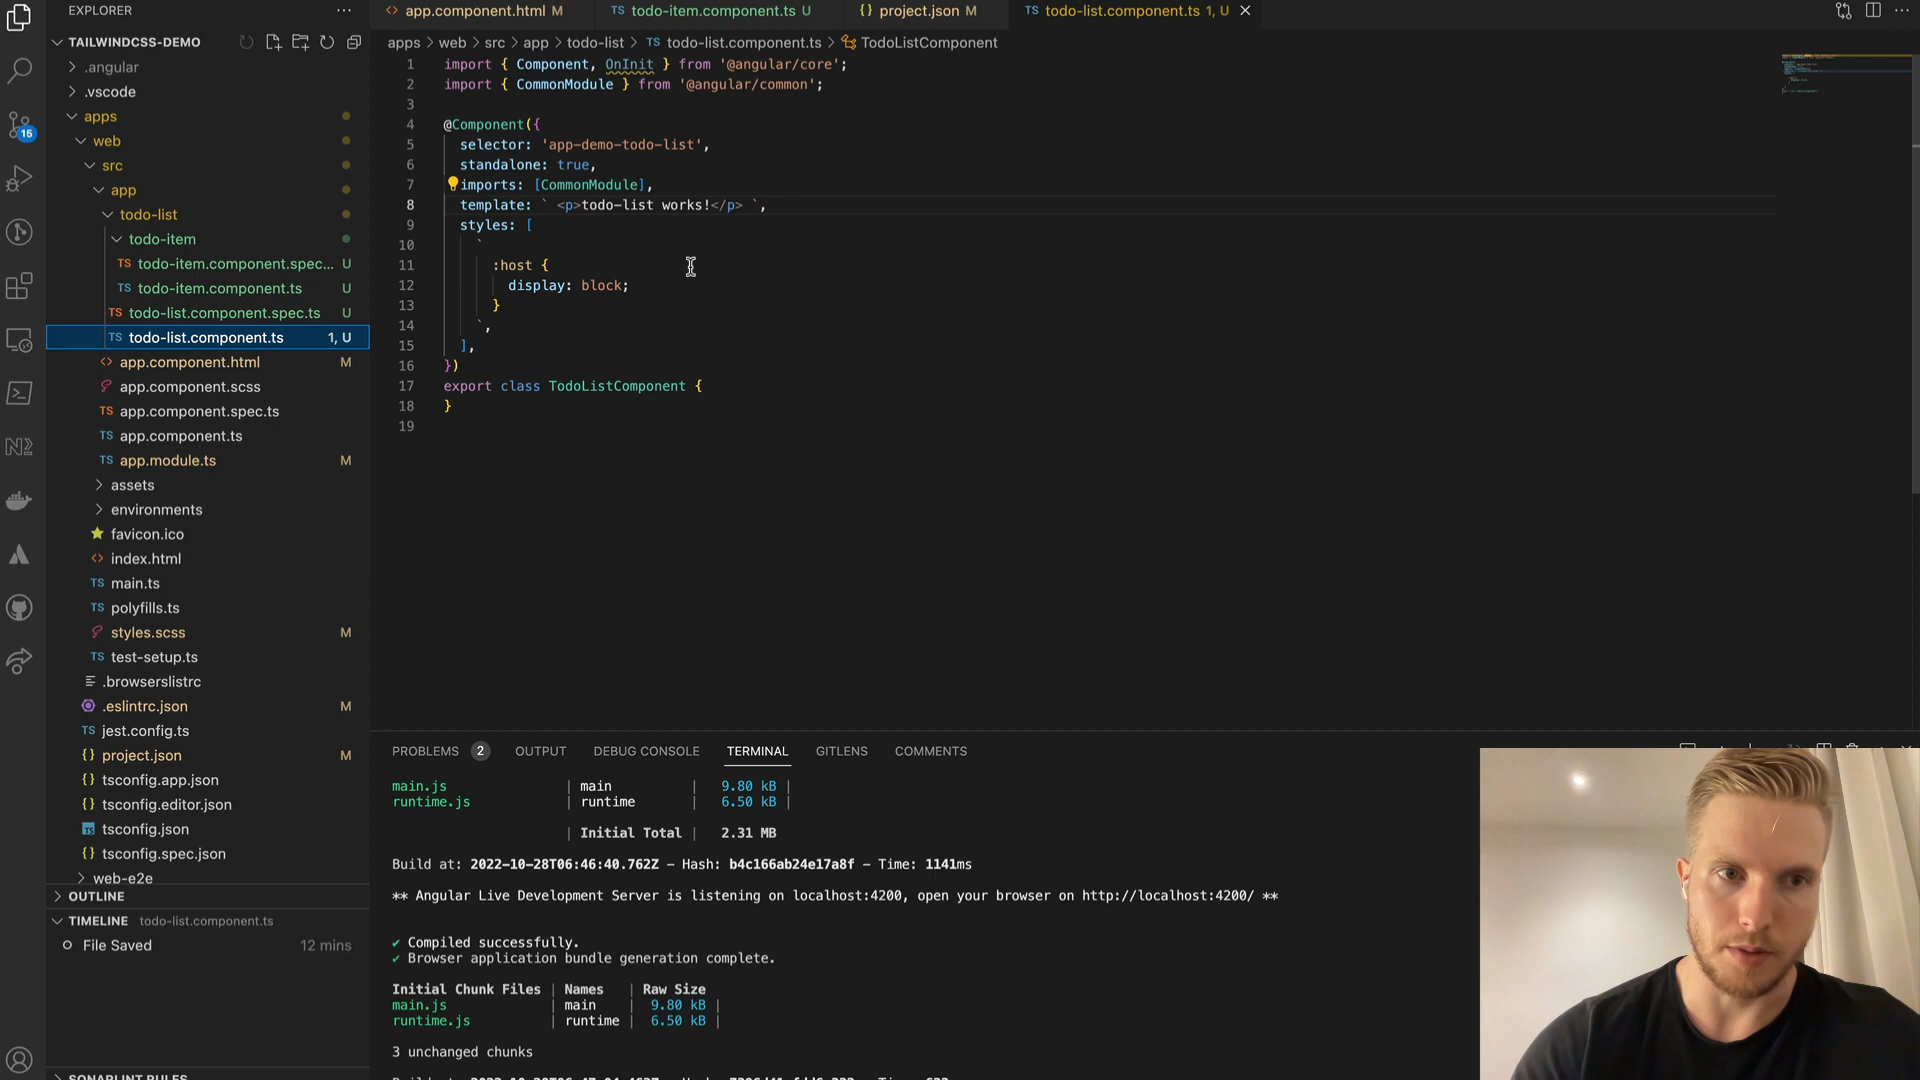 EXPLORER
TAILWINDCSS-DEMO
.angular
.vscode
apps
web
src
app
todo-list
todo-item
todo-item.component.spec... U
todo-item.component.ts U
todo-list.component.spec.ts U
todo-list.component.ts 1, U
app.component.html M
app.component.scss
app.component.spec.ts
app.component.ts
app.module.ts M
assets
environments
favicon.ico
index.html
main.ts
polyfills.ts
styles.scss M
test-setup.ts
.browserslistrc
.eslintrc.json M
jest.config.ts
project.json M
tsconfig.app.json
tsconfig.editor.json
tsconfig.json
tsconfig.spec.json
web-e2e
OUTLINE
TIMELINE todo-list.component.ts
File Saved 12 mins
15
app.component.html M
TS todo-item.component.ts U
{} project.json M
TS todo-list.component.ts 1, U
apps > web > src > app > todo-list > TS todo-list.component.ts > TodoListComponent
1 import { Component, OnInit } from '@angular/core';
2 import { CommonModule } from '@angular/common';
3
4 @Component({
5 selector: 'app-demo-todo-list',
6 standalone: true,
7 imports: [CommonModule],
8 template: ` <p>todo-list works!</p> `,
9 styles: [
10 `
11 :host {
12 display: block;
13 }
14 `,
15 ],
16 })
17 export class TodoListComponent {
18 }
19
PROBLEMS 2 OUTPUT DEBUG CONSOLE TERMINAL GITLENS COMMENTS
main.js | main | 9.80 kB |
runtime.js | runtime | 6.50 kB |
| Initial Total | 2.31 MB
Build at: 2022-10-28T06:46:40.762Z - Hash: b4c166ab24e17a8f - Time: 1141ms
** Angular Live Development Server is listening on localhost:4200, open your browser on http://localhost:4200/ **
✔ Compiled successfully.
✔ Browser application bundle generation complete.
Initial Chunk Files | Names | Raw Size
main.js | main | 9.80 kB |
runtime.js | runtime | 6.50 kB |
3 unchanged chunks